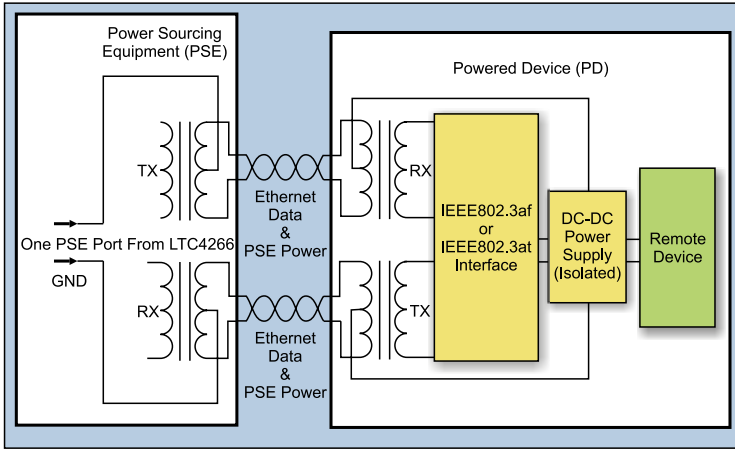 Power Sourcing
Equipment (PSE)
TX
One PSE Port From LTC4266
GND
RX
Ethernet
Data
&
PSE Power
Ethernet
Data
&
PSE Power
Powered Device (PD)
RX
TX
IEEE802.3af
or
IEEE802.3at
Interface
DC-DC
Power
Supply
(Isolated)
Remote
Device